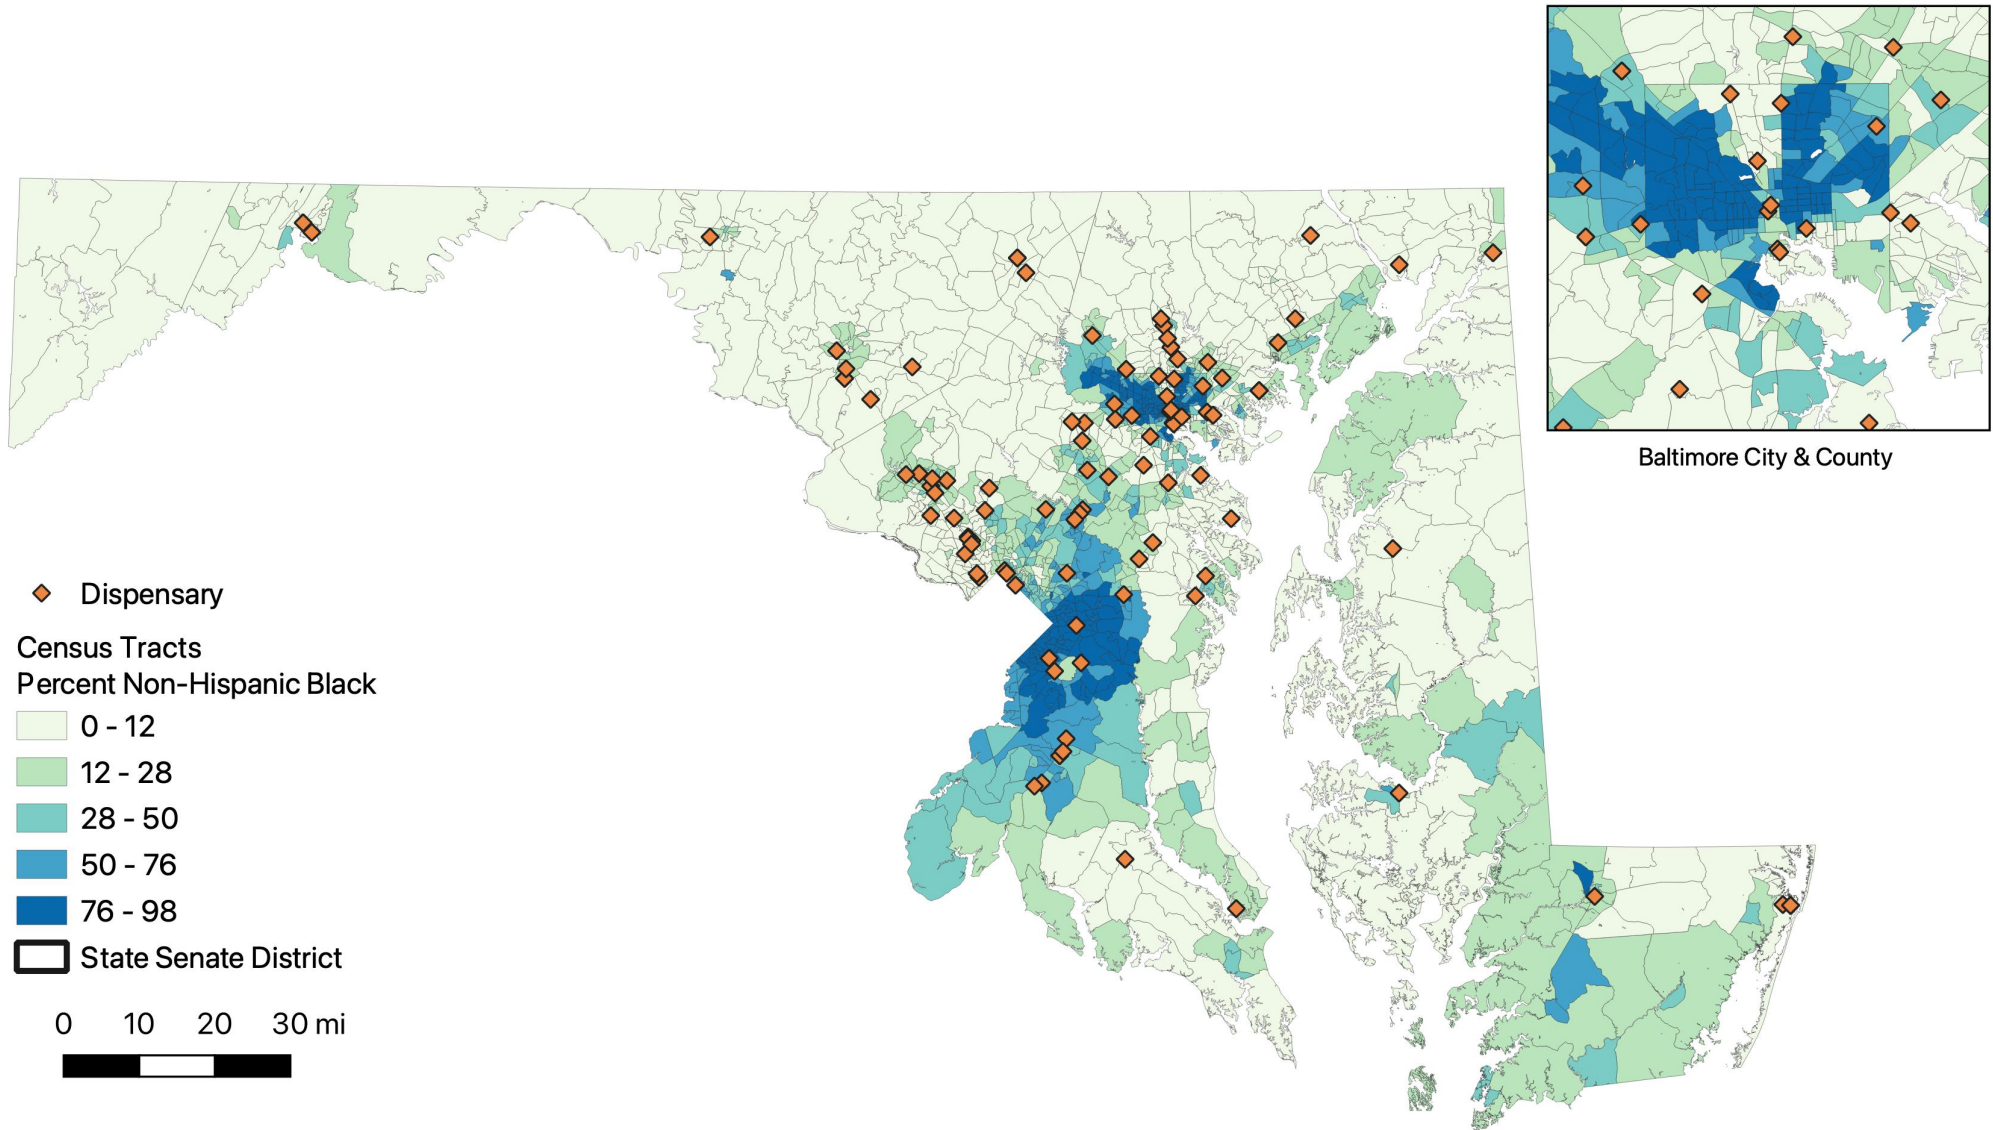 Baltimore City & County
Dispensary
Census Tracts
Percent Non-Hispanic Black
0 - 12
12 - 28
28 - 50
50 - 76
76 - 98
State Senate District
0 10 20 30 mi